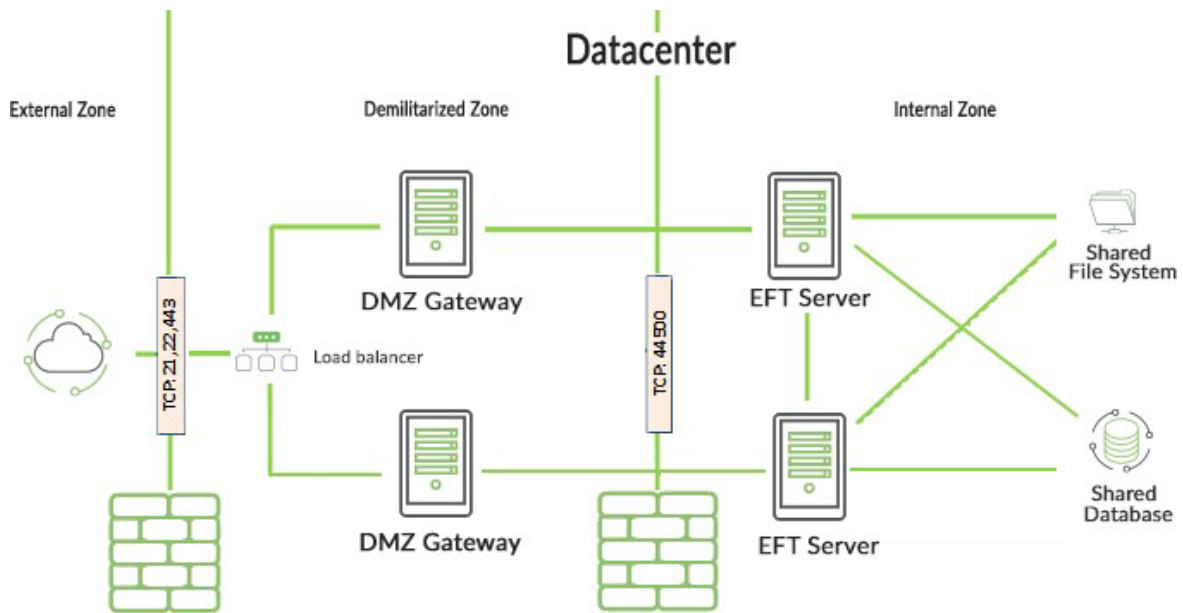 Datacenter
External Zone
Demilitarized Zone
Internal Zone
DMZ Gateway
EFT Server
Shared
File System
TCP: 21,22,443
Load balancer
TCP: 44500
DMZ Gateway
EFT Server
Shared
Database